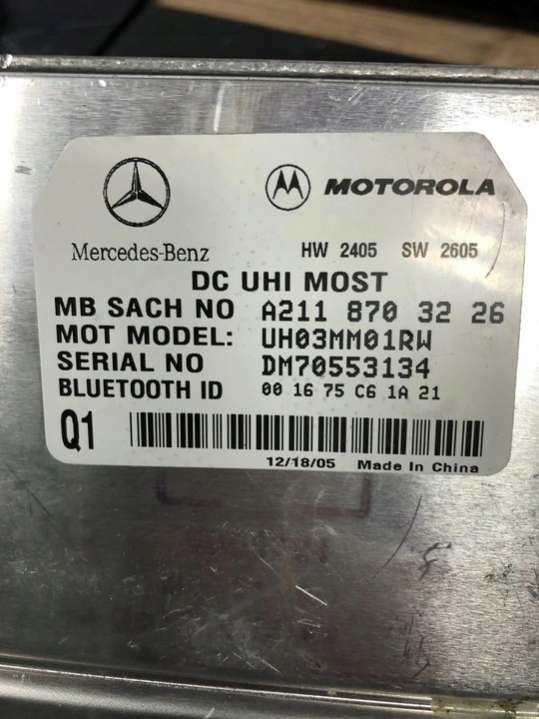 MOTOROLA
Mercedes-Benz HW 2405 SW 2605
DC UHI MOST
MB SACH NO A211 870 32 26
MOT MODEL: UH03MM01RW
SERIAL NO DM70553134
BLUETOOTH ID 00 16 75 C6 1A 21
Q1
12/18/05 Made In China